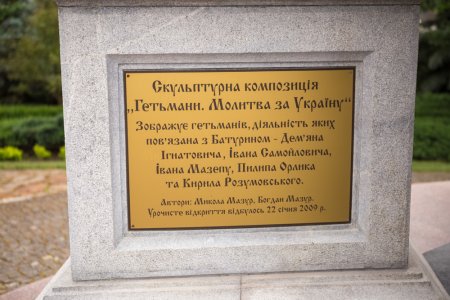 Скульптурна композиція
„Гетьмани. Молитва за Україну“
Зображує гетьманів, діяльність яких
пов'язана з Батурином - Дем'яна
Ігнатовича, Івана Самойловича,
Івана Мазепу, Пилипа Орлика
та Кирила Розумовського.
Автори: Микола Мазур, Богдан Мазур.
Урочисте відкриття відбулось 22 січня 2009 р.